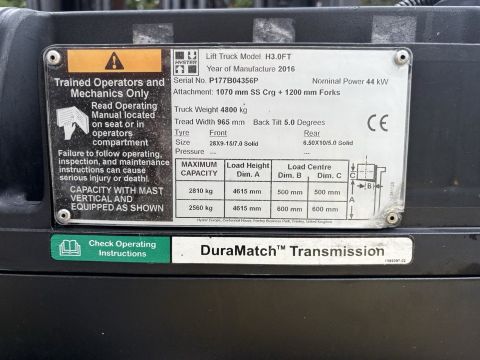 HYSTER
Lift Truck Model H3.0FT
Year of Manufacture 2016
Serial No. P177B04356P Nominal Power 44 kW
Attachment: 1070 mm SS Crg + 1200 mm Forks
Truck Weight 4800 kg
Tread Width 965 mm Back Tilt 5.0 Degrees
Tyre Front Rear
Size 28X9-15/7.0 Solid 6.50X10/5.0 Solid
Pressure ... ...
CE
MAXIMUM CAPACITY Load Height Dim. A Load Centre Dim. B Dim. C
2810 kg 4615 mm 500 mm 500 mm
2560 kg 4615 mm 600 mm 600 mm
C
B
A
Trained Operators and
Mechanics Only
Read Operating
Manual located
on seat or in
operators
compartment
Failure to follow operating,
inspection, and maintenance
instructions can cause
serious injury or death!
CAPACITY WITH MAST
VERTICAL AND
EQUIPPED AS SHOWN
Check Operating
Instructions
DuraMatch™ Transmission